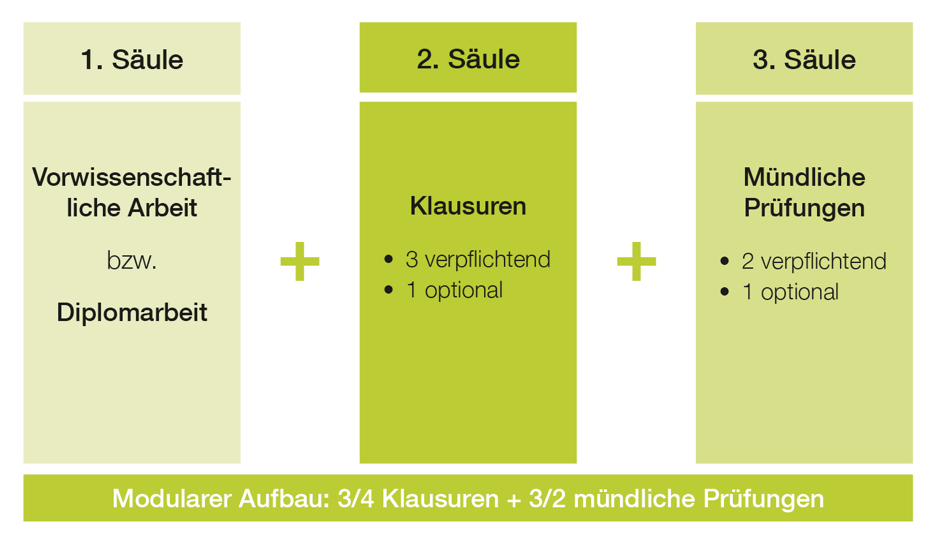 1. Säule
Vorwissenschaft-
liche Arbeit
bzw.
Diplomarbeit
+
2. Säule
Klausuren
• 3 verpflichtend
• 1 optional
+
3. Säule
Mündliche
Prüfungen
• 2 verpflichtend
• 1 optional
Modularer Aufbau: 3/4 Klausuren + 3/2 mündliche Prüfungen